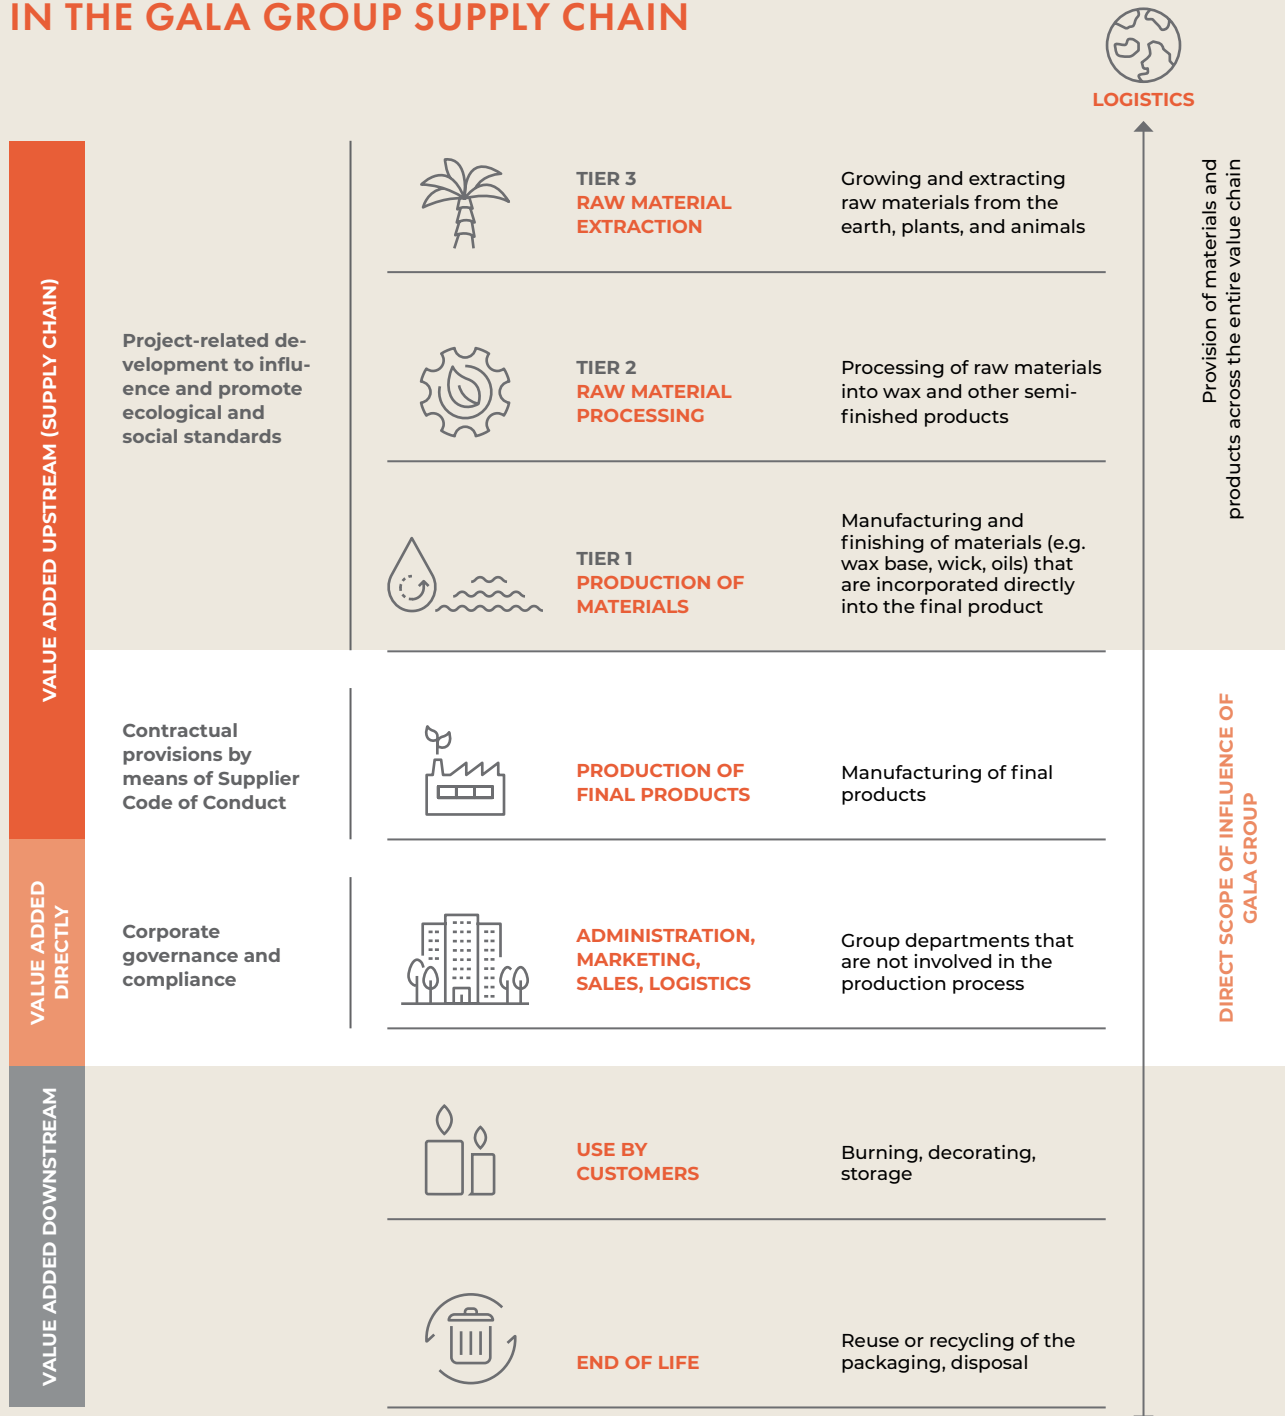 IN THE GALA GROUP SUPPLY CHAIN
LOGISTICS
Provision of materials and
products across the entire value chain
VALUE ADDED UPSTREAM (SUPPLY CHAIN)
Project-related de-
velopment to influ-
ence and promote
ecological and
social standards
TIER 3
RAW MATERIAL
EXTRACTION
Growing and extracting
raw materials from the
earth, plants, and animals
TIER 2
RAW MATERIAL
PROCESSING
Processing of raw materials
into wax and other semi-
finished products
TIER 1
PRODUCTION OF
MATERIALS
Manufacturing and
finishing of materials (e.g.
wax base, wick, oils) that
are incorporated directly
into the final product
Contractual
provisions by
means of Supplier
Code of Conduct
PRODUCTION OF
FINAL PRODUCTS
Manufacturing of final
products
DIRECT SCOPE OF INFLUENCE OF
GALA GROUP
VALUE ADDED
DIRECTLY
Corporate
governance and
compliance
ADMINISTRATION,
MARKETING,
SALES, LOGISTICS
Group departments that
are not involved in the
production process
VALUE ADDED DOWNSTREAM
USE BY
CUSTOMERS
Burning, decorating,
storage
END OF LIFE
Reuse or recycling of the
packaging, disposal